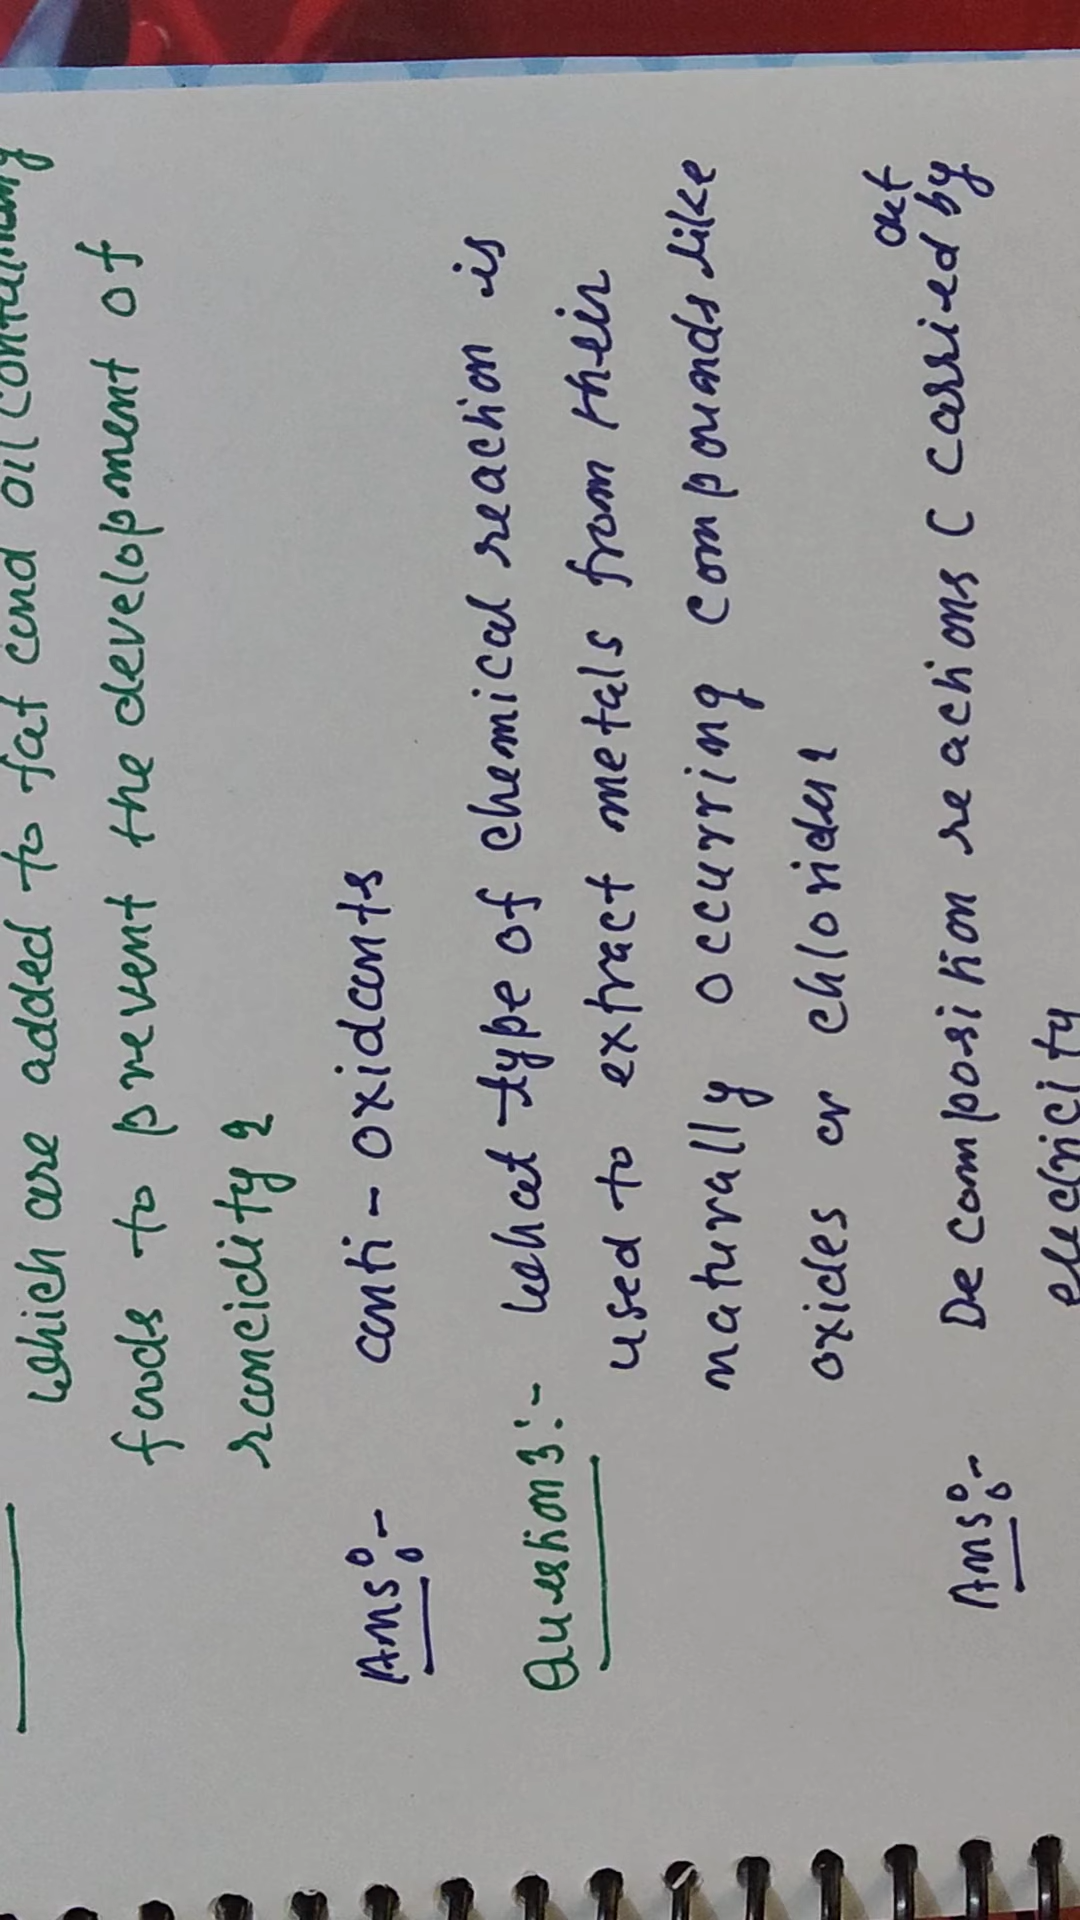 which are added to fat and oil containing
foods to prevent the development of
rancidity?
Ans:- anti-oxidants
Question3:- What type of chemical reaction is
used to extract metals from their
naturally occurring compounds like
oxides or chlorides?
Ans:- Decomposition reactions (carried out by
electricity